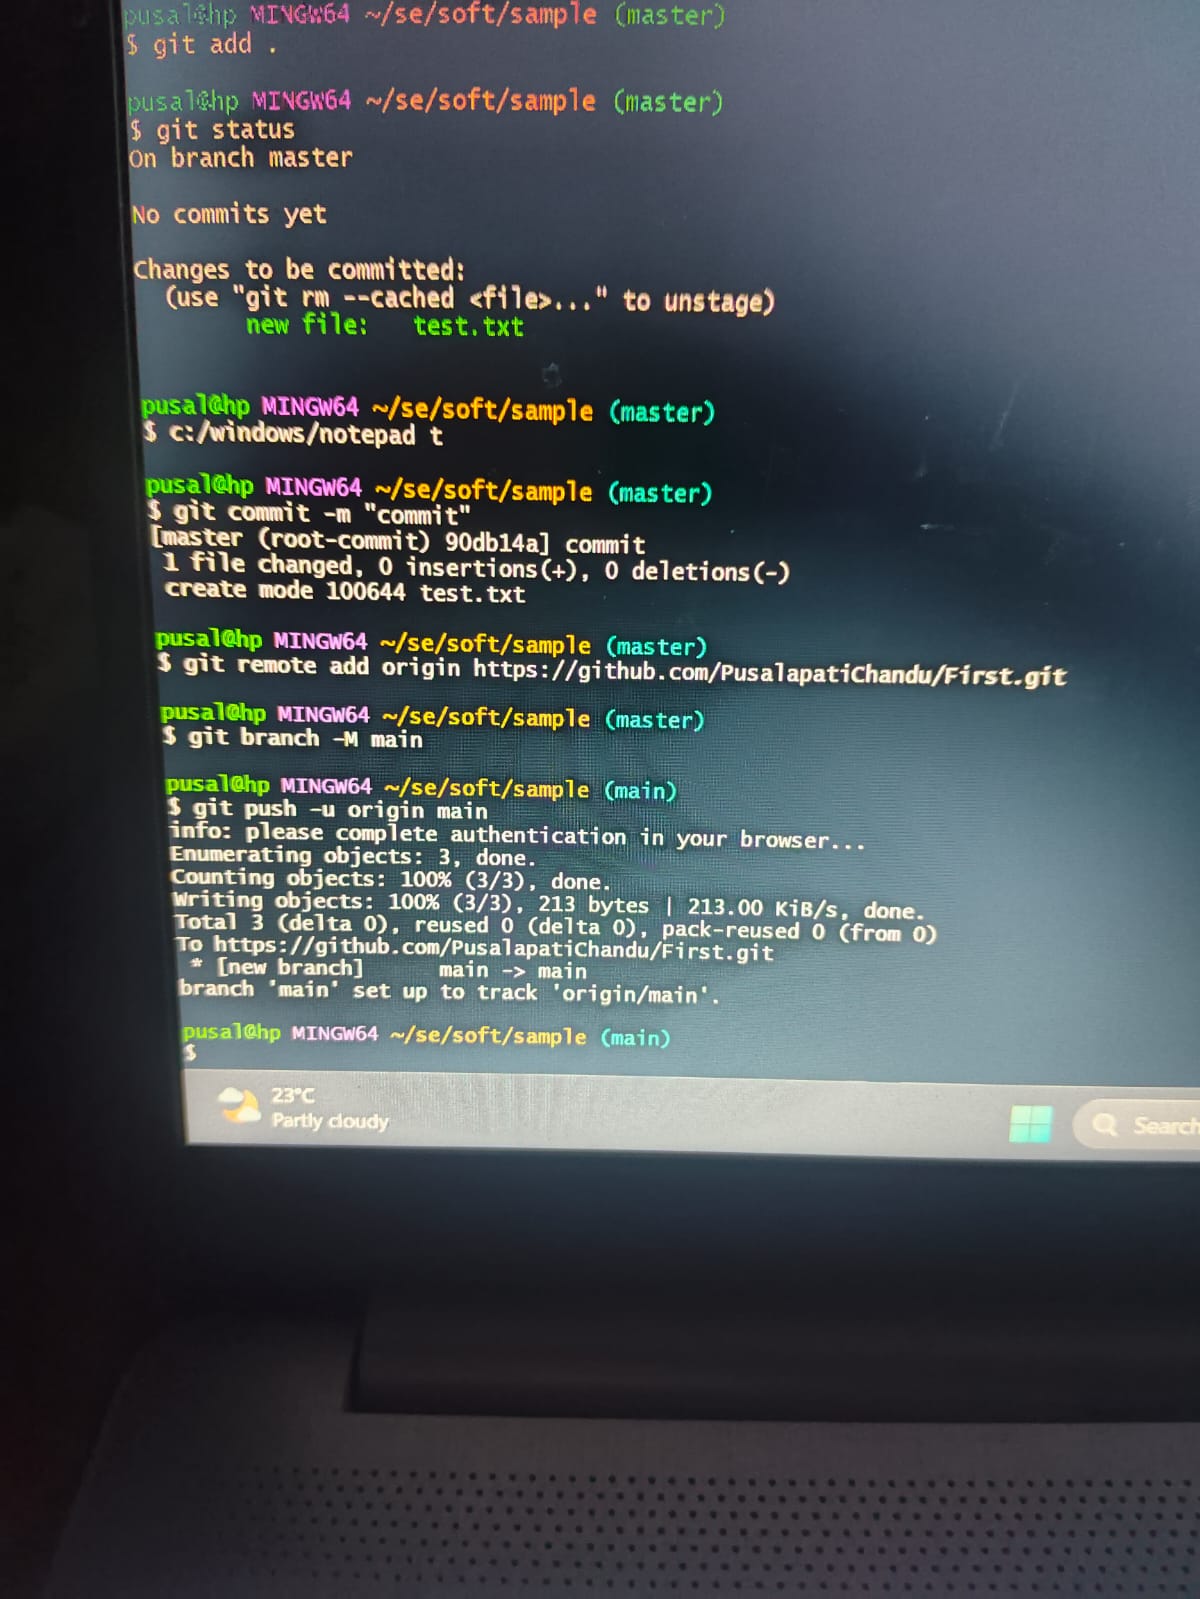 pusal@hp MINGW64 ~/se/soft/sample (master)
$ git add .
pusal@hp MINGW64 ~/se/soft/sample (master)
$ git status
On branch master
No commits yet
Changes to be committed:
(use "git rm --cached <file>..." to unstage)
new file: test.txt
pusal@hp MINGW64 ~/se/soft/sample (master)
$ c:/windows/notepad t
pusal@hp MINGW64 ~/se/soft/sample (master)
$ git commit -m "commit"
[master (root-commit) 90db14a] commit
1 file changed, 0 insertions(+), 0 deletions(-)
create mode 100644 test.txt
pusal@hp MINGW64 ~/se/soft/sample (master)
$ git remote add origin https://github.com/PusalapatiChandu/First.git
pusal@hp MINGW64 ~/se/soft/sample (master)
$ git branch -M main
pusal@hp MINGW64 ~/se/soft/sample (main)
$ git push -u origin main
info: please complete authentication in your browser...
Enumerating objects: 3, done.
Counting objects: 100% (3/3), done.
Writing objects: 100% (3/3), 213 bytes | 213.00 KiB/s, done.
Total 3 (delta 0), reused 0 (delta 0), pack-reused 0 (from 0)
To https://github.com/PusalapatiChandu/First.git
* [new branch] main -> main
branch 'main' set up to track 'origin/main'.
pusal@hp MINGW64 ~/se/soft/sample (main)
$
23°C
Partly cloudy
Search